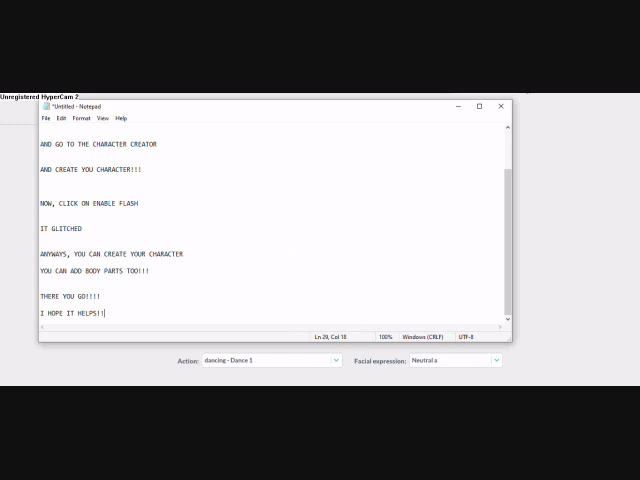 Unregistered HyperCam 2
*Untitled - Notepad
File Edit Format View Help
AND GO TO THE CHARACTER CREATOR
AND CREATE YOU CHARACTER!!!
NOW, CLICK ON ENABLE FLASH
IT GLITCHED
ANYWAYS, YOU CAN CREATE YOUR CHARACTER
YOU CAN ADD BODY PARTS TOO!!!
THERE YOU GO!!!!
I HOPE IT HELPS!!
Ln 29, Col 18 100% Windows (CRLF) UTF-8
Action: dancing - Dance 1 Facial expression: Neutral a